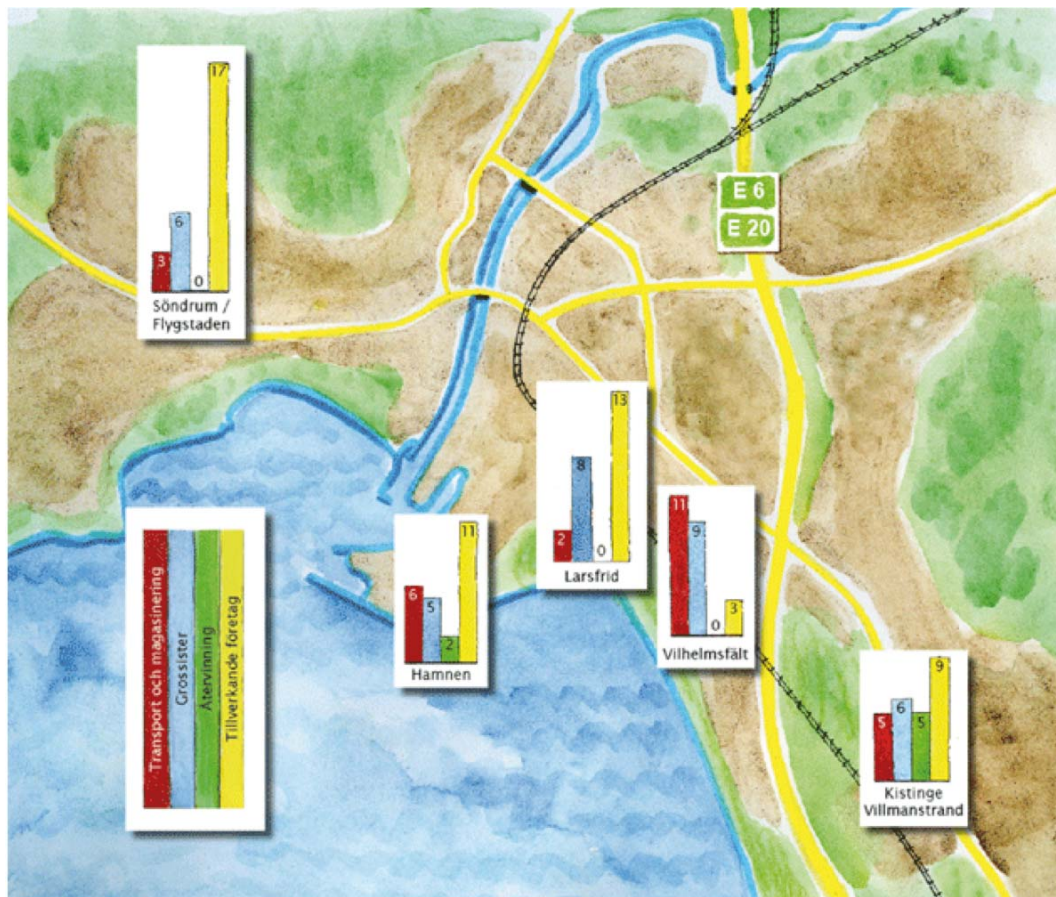 17
6
3
0
Söndrum /
Flygstaden
E 6
E 20
13
8
2
0
Larsfrid
11
9
0
3
Vilhelmsfält
11
6
5
2
Hamnen
Transport och magasinering
Grossister
Återvinning
Tillverkande företag
9
6
5
5
Kistinge
Villmanstrand